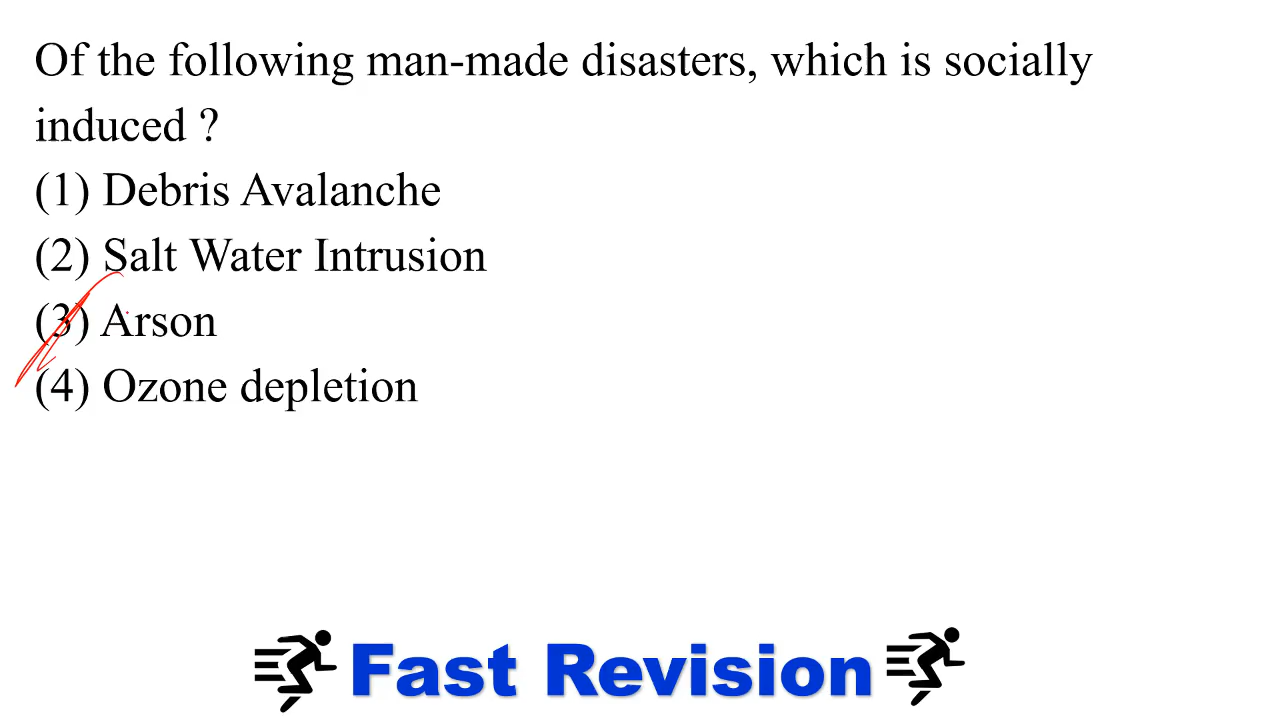 Of the following man-made disasters, which is socially
induced ?
(1) Debris Avalanche
(2) Salt Water Intrusion
(3) Arson
(4) Ozone depletion
Fast Revision